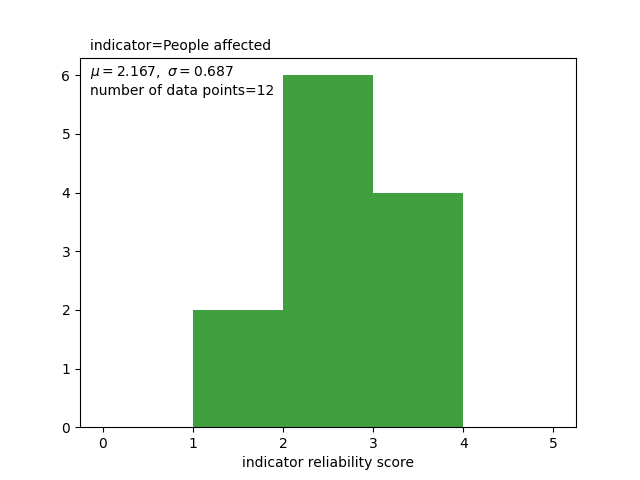 indicator=People affected
μ = 2.167, σ = 0.687
number of data points=12
6
5
4
3
2
1
0
0 1 2 3 4 5
indicator reliability score